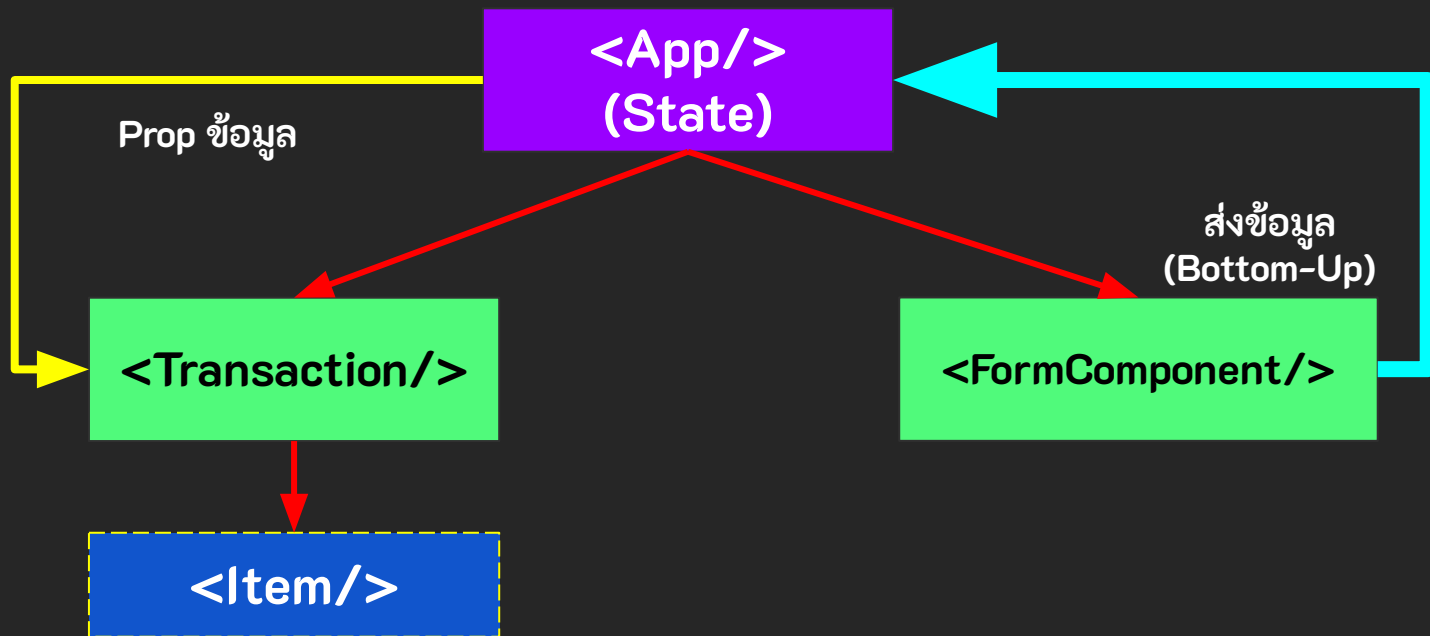 <App/>
(State)
Prop ข้อมูล
ส่งข้อมูล
(Bottom-Up)
<Transaction/>
<FormComponent/>
<Item/>